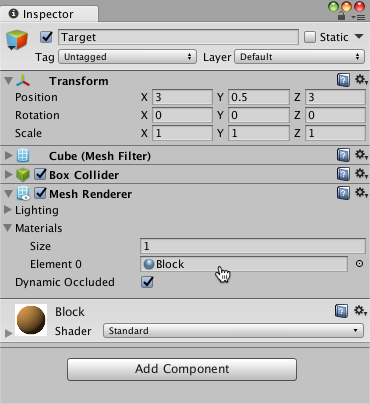 Inspector
Target Static
Tag Untagged Layer Default
Transform
Position X 3 Y 0.5 Z 3
Rotation X 0 Y 0 Z 0
Scale X 1 Y 1 Z 1
Cube (Mesh Filter)
Box Collider
Mesh Renderer
Lighting
Materials
Size 1
Element 0 Block
Dynamic Occluded
Block
Shader Standard
Add Component